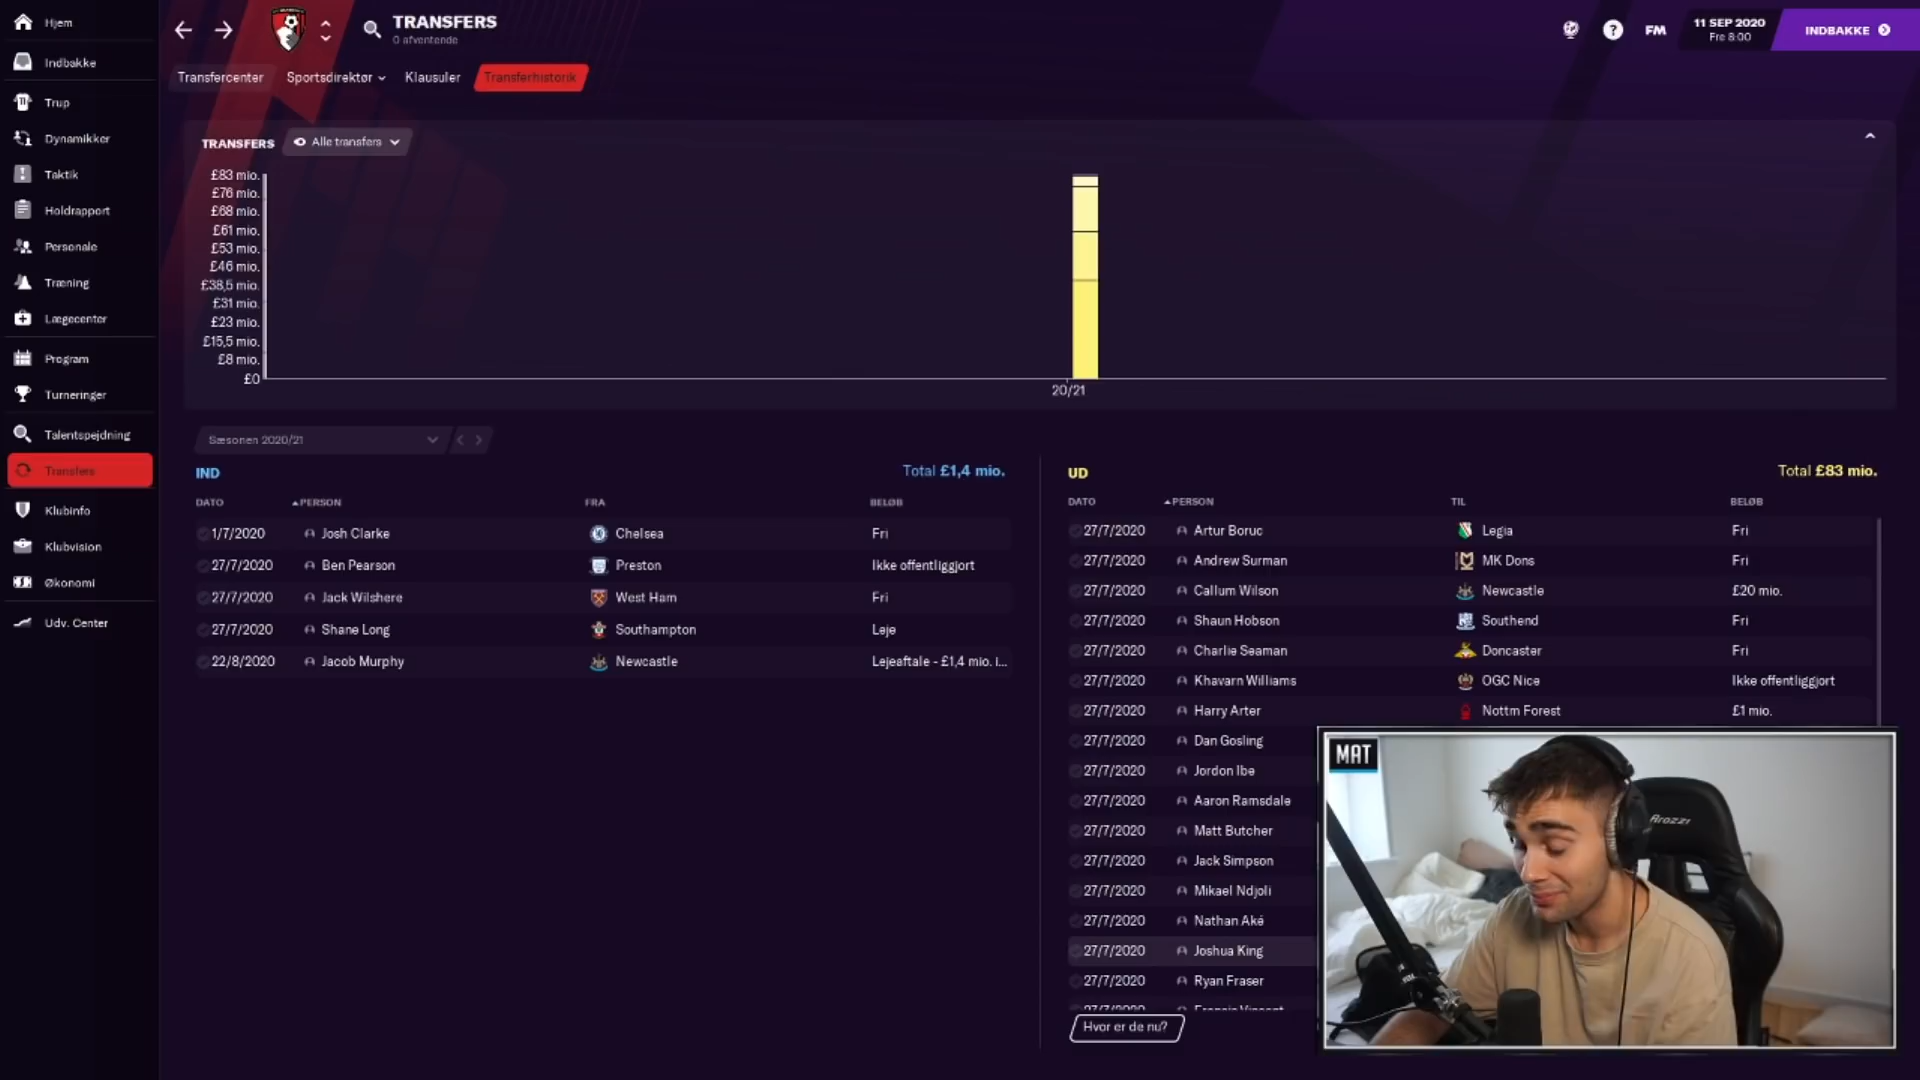 Hjem
Indbakke
Trup
Dynamikker
Taktik
Holdrapport
Personale
Træning
Lægecenter
Program
Turneringer
Talentspejdning
Transfers
Klubinfo
Klubvision
Økonomi
Udv. Center
TRANSFERS
0 afventende
FM
11 SEP 2020
Fre 8:00
INDBAKKE
Transfercenter Sportsdirektør Klausuler Transferhistorik
TRANSFERS Alle transfers
£83 mio.
£76 mio.
£68 mio.
£61 mio.
£53 mio.
£46 mio.
£38,5 mio.
£31 mio.
£23 mio.
£15,5 mio.
£8 mio.
£0
20/21
Sæsonen 2020/21
IND Total £1,4 mio.
DATO PERSON FRA BELØB
1/7/2020 Josh Clarke Chelsea Fri
27/7/2020 Ben Pearson Preston Ikke offentliggjort
27/7/2020 Jack Wilshere West Ham Fri
27/7/2020 Shane Long Southampton Leje
22/8/2020 Jacob Murphy Newcastle Lejeaftale - £1,4 mio. i...
UD Total £83 mio.
DATO PERSON TIL BELØB
27/7/2020 Artur Boruc Legia Fri
27/7/2020 Andrew Surman MK Dons Fri
27/7/2020 Callum Wilson Newcastle £20 mio.
27/7/2020 Shaun Hobson Southend Fri
27/7/2020 Charlie Seaman Doncaster Fri
27/7/2020 Khavarn Williams OGC Nice Ikke offentliggjort
27/7/2020 Harry Arter Nottm Forest £1 mio.
27/7/2020 Dan Gosling
27/7/2020 Jordon Ibe
27/7/2020 Aaron Ramsdale
27/7/2020 Matt Butcher
27/7/2020 Jack Simpson
27/7/2020 Mikael Ndjoli
27/7/2020 Nathan Aké
27/7/2020 Joshua King
27/7/2020 Ryan Fraser
Hvor er de nu?
MAT
Arozzi